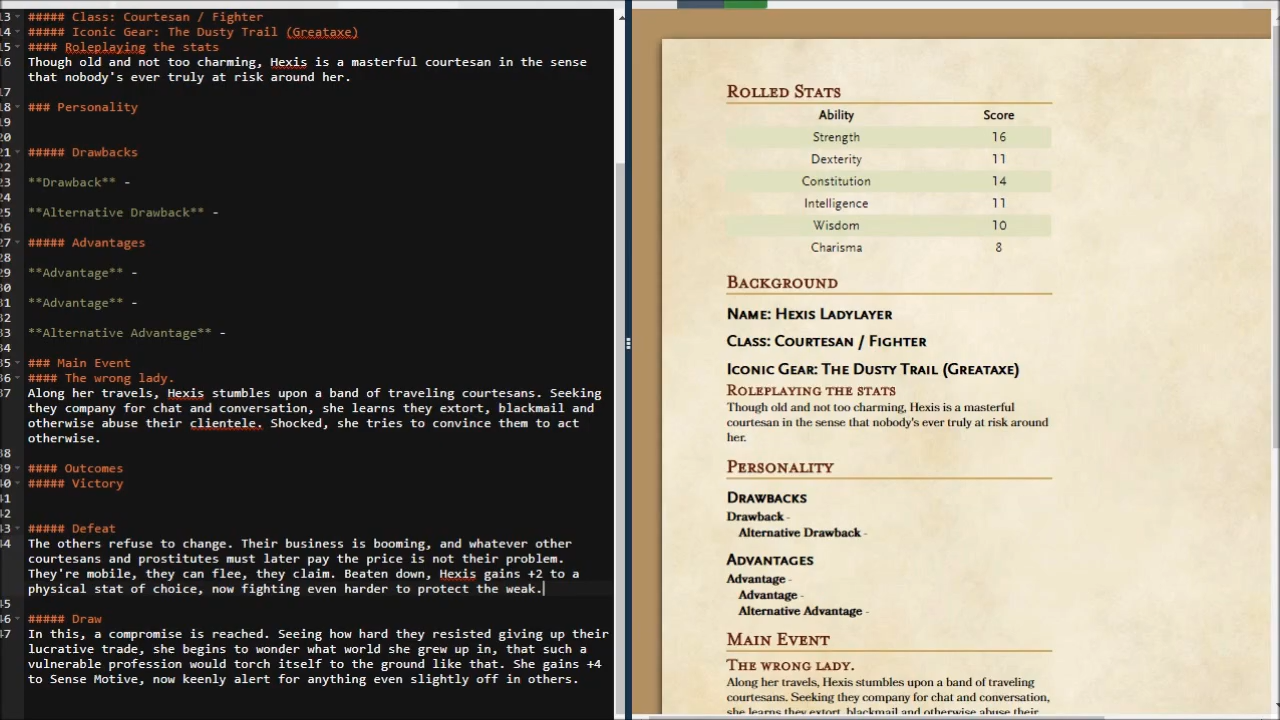 13 ##### Class: Courtesan / Fighter
14 ##### Iconic Gear: The Dusty Trail (Greataxe)
15 #### Roleplaying the stats
16 Though old and not too charming, Hexis is a masterful courtesan in the sense
that nobody's ever truly at risk around her.
17
18 ### Personality
19
20
21 ##### Drawbacks
22
23 **Drawback** -
24
25 **Alternative Drawback** -
26
27 ##### Advantages
28
29 **Advantage** -
30
31 **Advantage** -
32
33 **Alternative Advantage** -
34
35 ### Main Event
36 #### The wrong lady.
37 Along her travels, Hexis stumbles upon a band of traveling courtesans. Seeking
they company for chat and conversation, she learns they extort, blackmail and
otherwise abuse their clientele. Shocked, she tries to convince them to act
otherwise.
38
39 #### Outcomes
40 ##### Victory
41
42
43 ##### Defeat
44 The others refuse to change. Their business is booming, and whatever other
courtesans and prostitutes must later pay the price is not their problem.
They're mobile, they can flee, they claim. Beaten down, Hexis gains +2 to a
physical stat of choice, now fighting even harder to protect the weak.
45
46 ##### Draw
47 In this, a compromise is reached. Seeing how hard they resisted giving up their
lucrative trade, she begins to wonder what world she grew up in, that such a
vulnerable profession would torch itself to the ground like that. She gains +4
to Sense Motive, now keenly alert for anything even slightly off in others.
Rolled Stats
Ability Score
Strength 16
Dexterity 11
Constitution 14
Intelligence 11
Wisdom 10
Charisma 8
Background
Name: Hexis Ladylayer
Class: Courtesan / Fighter
Iconic Gear: The Dusty Trail (Greataxe)
Roleplaying the stats
Though old and not too charming, Hexis is a masterful
courtesan in the sense that nobody's ever truly at risk around
her.
Personality
Drawbacks
Drawback -
Alternative Drawback -
Advantages
Advantage -
Advantage -
Alternative Advantage -
Main Event
The wrong lady.
Along her travels, Hexis stumbles upon a band of traveling
courtesans. Seeking they company for chat and conversation,
she learns they extort, blackmail and otherwise abuse their